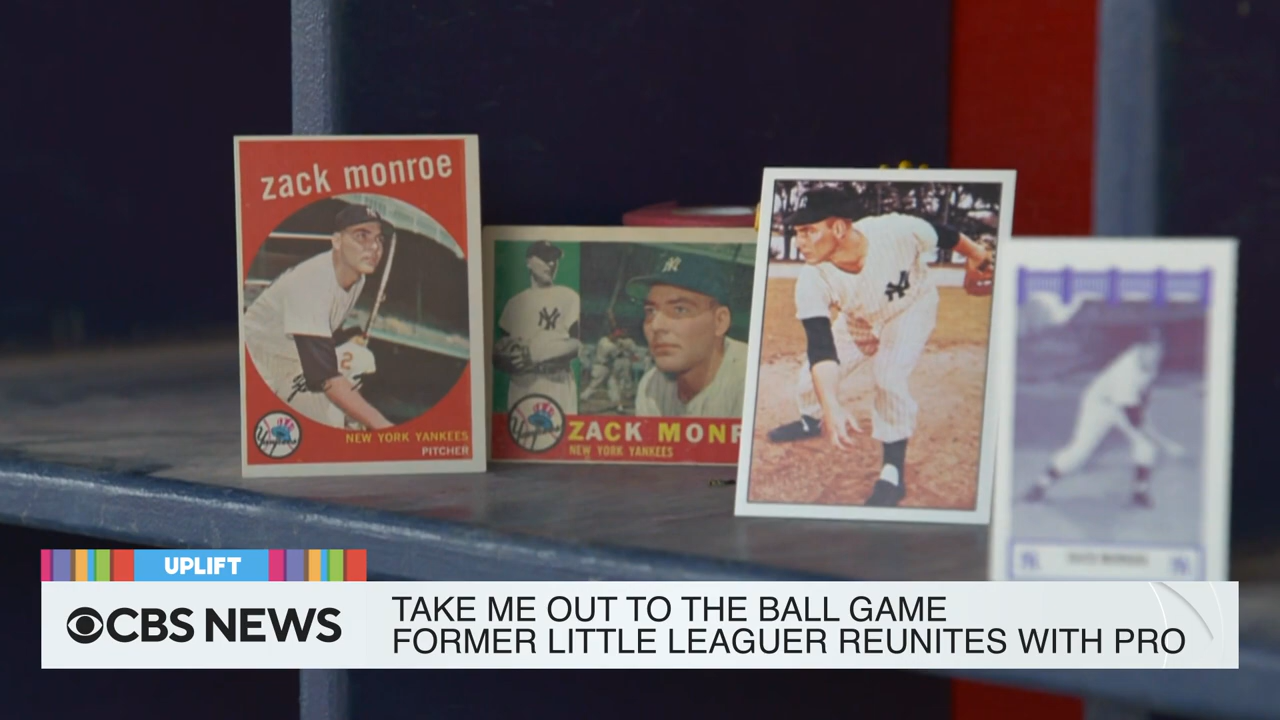 zack monroe
NEW YORK YANKEES
PITCHER
Yankees
ZACK MONR
NEW YORK YANKEES
UPLIFT
CBS NEWS
TAKE ME OUT TO THE BALL GAME
FORMER LITTLE LEAGUER REUNITES WITH PRO